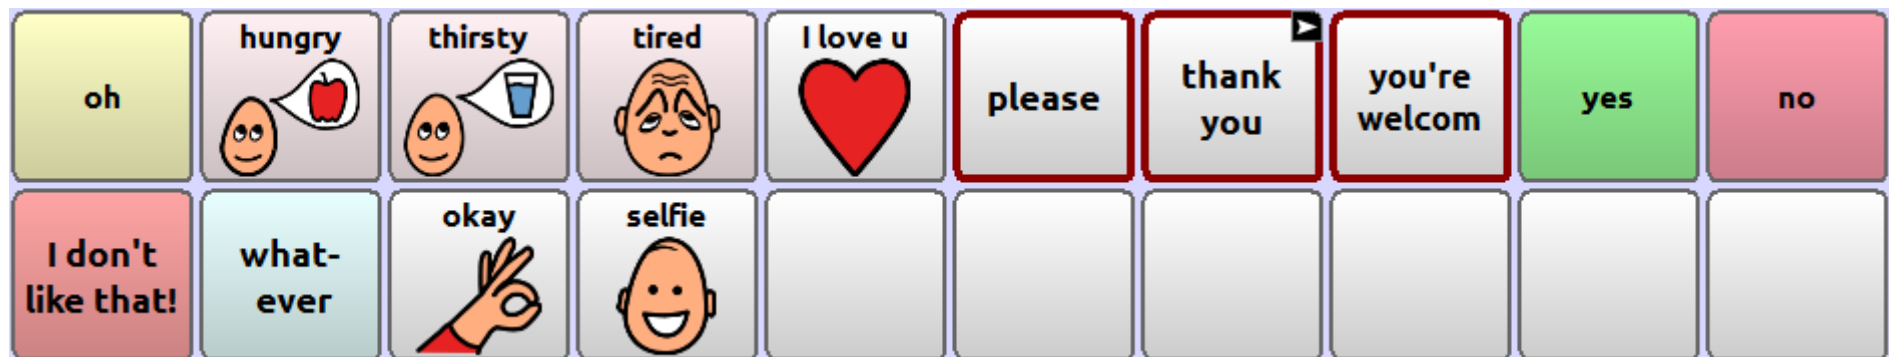 oh
hungry
thirsty
tired
I love u
please
thank
you
you're
welcom
yes
no
I don't
like that!
what-
ever
okay
selfie